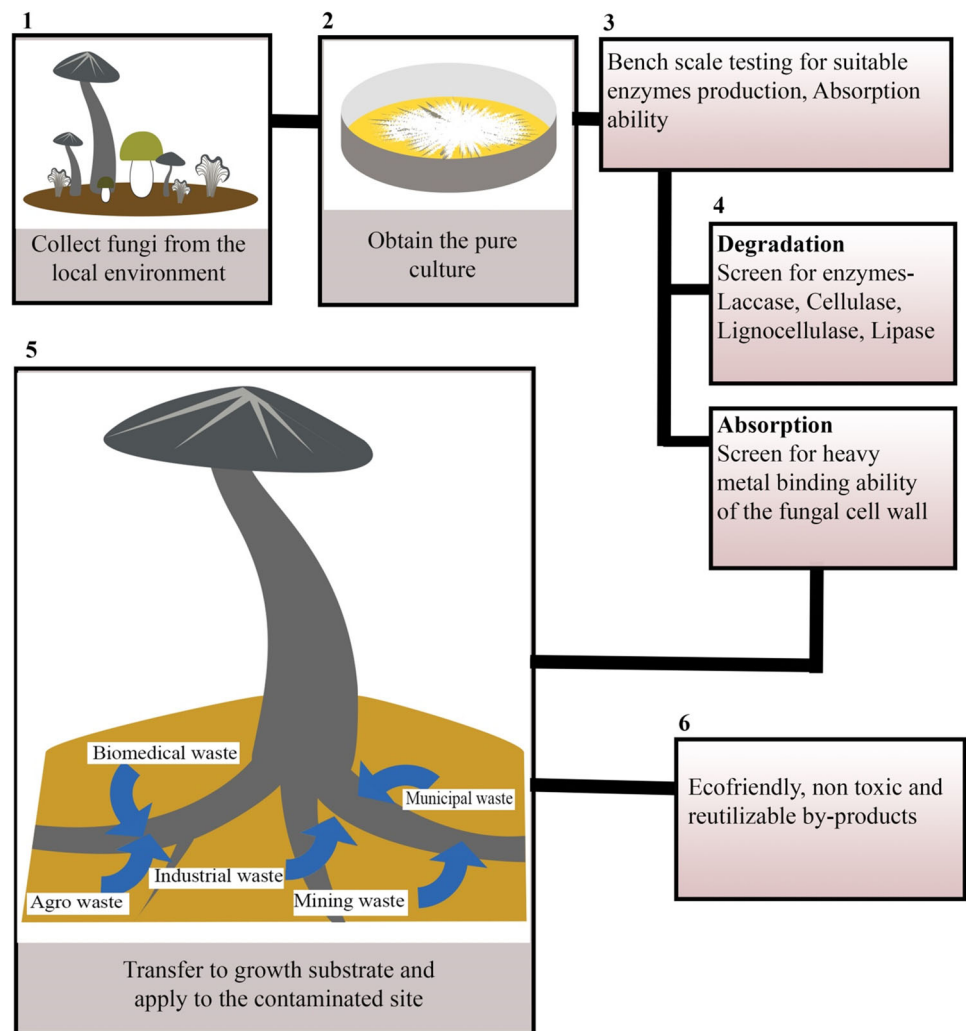 1
Collect fungi from the
local environment
2
Obtain the pure
culture
3
Bench scale testing for suitable
enzymes production, Absorption
ability
4
Degradation
Screen for enzymes-
Laccase, Cellulase,
Lignocellulase, Lipase
Absorption
Screen for heavy
metal binding ability
of the fungal cell wall
5
Biomedical waste
Municipal waste
Industrial waste
Agro waste
Mining waste
Transfer to growth substrate and
apply to the contaminated site
6
Ecofriendly, non toxic and
reutilizable by-products